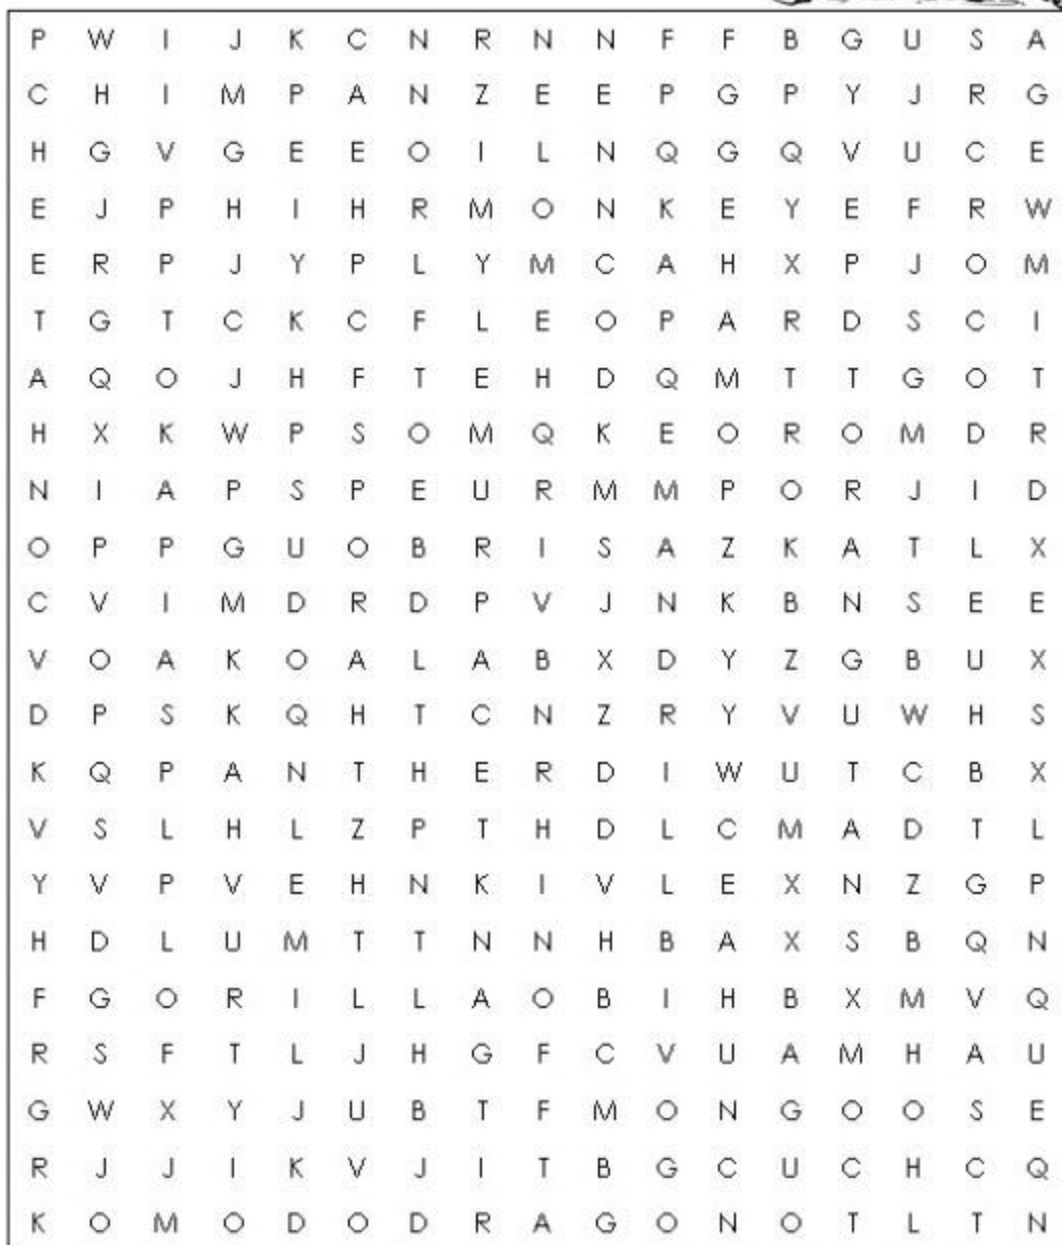 P W I J K C N R N N F F B G U S A
C H I M P A N Z E E P G P Y J R G
H G V G E E O I L N Q G Q V U C E
E J P H I H R M O N K E Y E F R W
E R P J Y P L Y M C A H X P J O M
T G T C K C F L E O P A R D S C I
A Q O J H F T E H D Q M T T G O T
H X K W P S O M Q K E O R O M D R
N I A P S P E U R M M P O R J I D
O P P G U O B R I S A Z K A T L X
C V I M D R D P V J N K B N S E E
V O A K O A L A B X D Y Z G B U X
D P S K Q H T C N Z R Y V U W H S
K Q P A N T H E R D I W U T C B X
V S L H L Z P T H D L C M A D T L
Y V P V E H N K I V L E X N Z G P
H D L U M T T N N H B A X S B Q N
F G O R I L L A O B I H B X M V Q
R S F T L J H G F C V U A M H A U
G W X Y J U B T F M O N G O O S E
R J J I K V J I T B G C U C H C Q
K O M O D O D R A G O N O T L T N